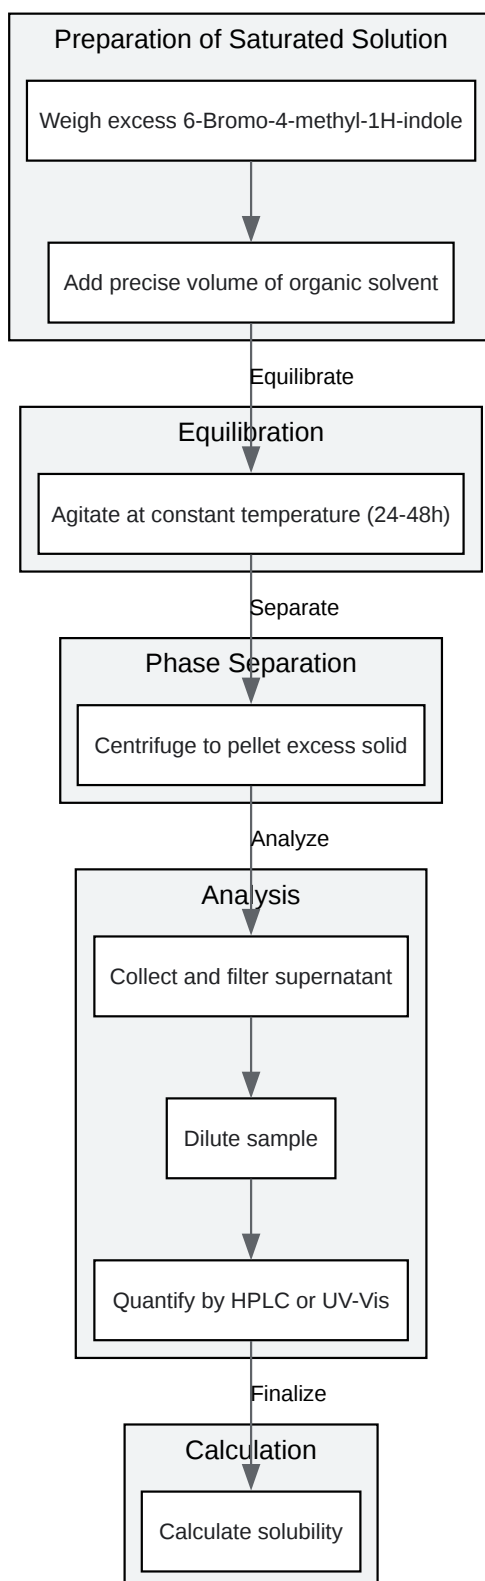 Preparation of Saturated Solution
Weigh excess 6-Bromo-4-methyl-1H-indole
Add precise volume of organic solvent
Equilibrate
Equilibration
Agitate at constant temperature (24-48h)
Separate
Phase Separation
Centrifuge to pellet excess solid
Analyze
Analysis
Collect and filter supernatant
Dilute sample
Quantify by HPLC or UV-Vis
Finalize
Calculation
Calculate solubility